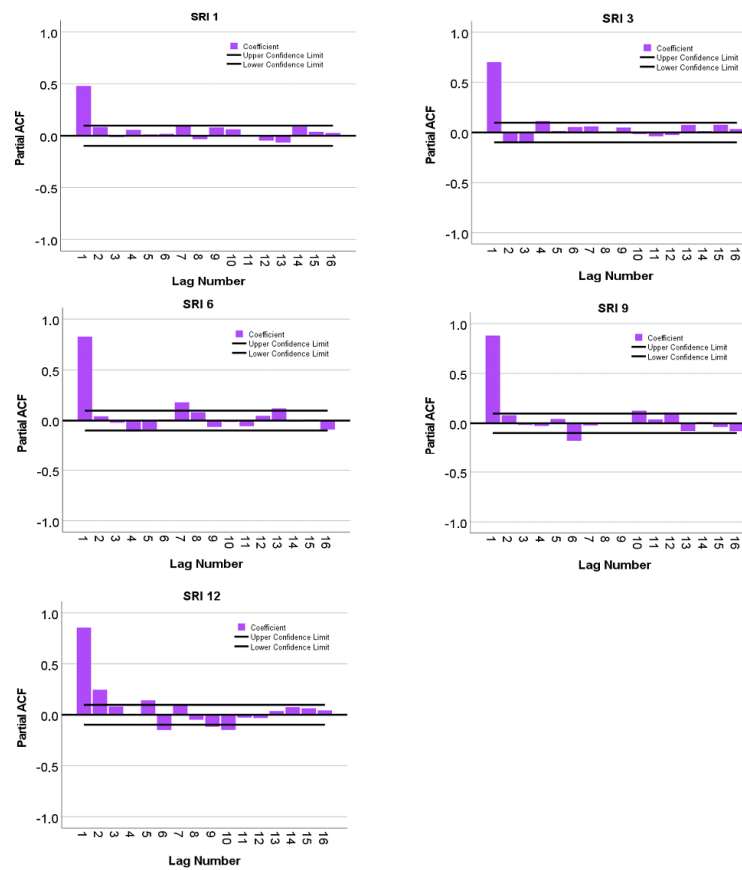 SRI 1
1.0
0.5
0.0
-0.5
-1.0
Partial ACF
Coefficient
Upper Confidence Limit
Lower Confidence Limit
1 2 3 4 5 6 7 8 9 10 11 12 13 14 15 16
Lag Number
SRI 3
1.0
0.5
0.0
-0.5
-1.0
Partial ACF
Coefficient
Upper Confidence Limit
Lower Confidence Limit
1 2 3 4 5 6 7 8 9 10 11 12 13 14 15 16
Lag Number
SRI 6
1.0
0.5
0.0
-0.5
-1.0
Partial ACF
Coefficient
Upper Confidence Limit
Lower Confidence Limit
1 2 3 4 5 6 7 8 9 10 11 12 13 14 15 16
Lag Number
SRI 9
1.0
0.5
0.0
-0.5
-1.0
Partial ACF
Coefficient
Upper Confidence Limit
Lower Confidence Limit
1 2 3 4 5 6 7 8 9 10 11 12 13 14 15 16
Lag Number
SRI 12
1.0
0.5
0.0
-0.5
-1.0
Partial ACF
Coefficient
Upper Confidence Limit
Lower Confidence Limit
1 2 3 4 5 6 7 8 9 10 11 12 13 14 15 16
Lag Number